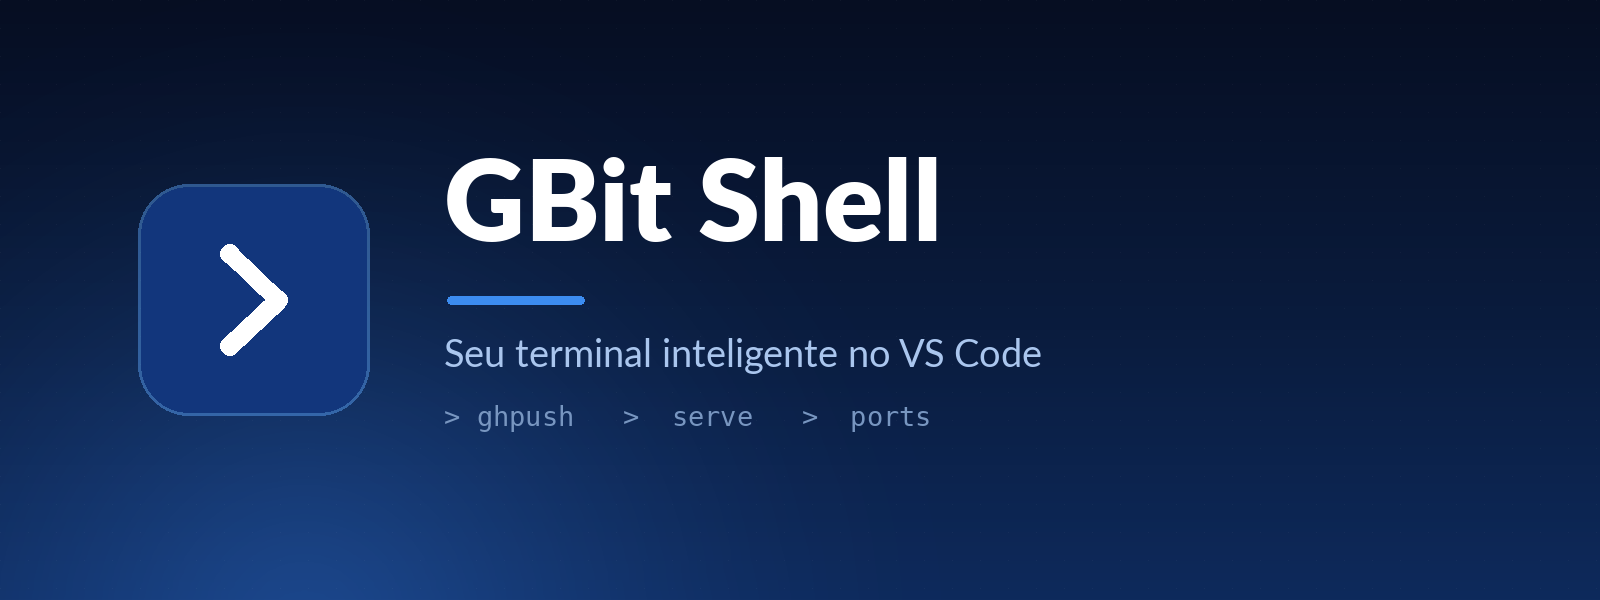 GBit Shell
Seu terminal inteligente no VS Code
> ghpush > serve > ports